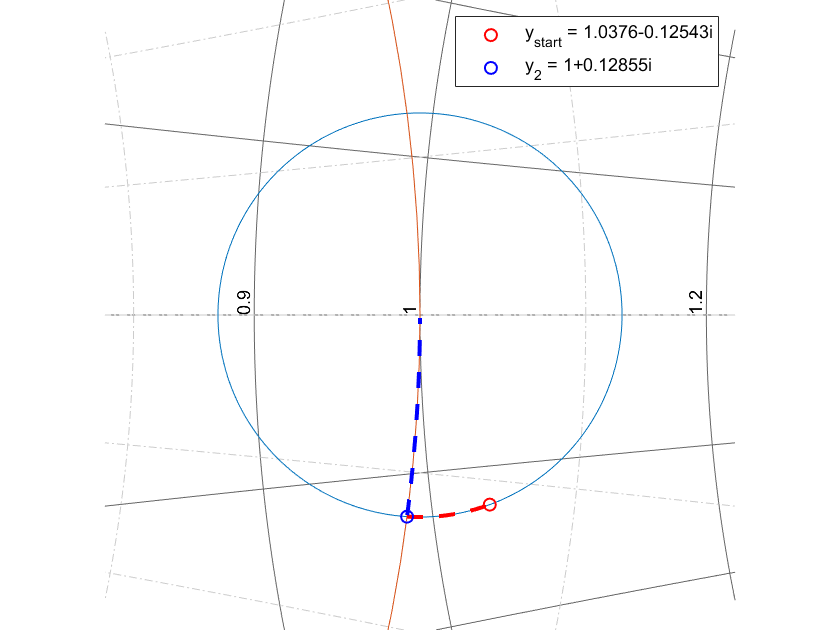 y_start = 1.0376-0.12543i
y_2 = 1+0.12855i
0.9
1
1.2